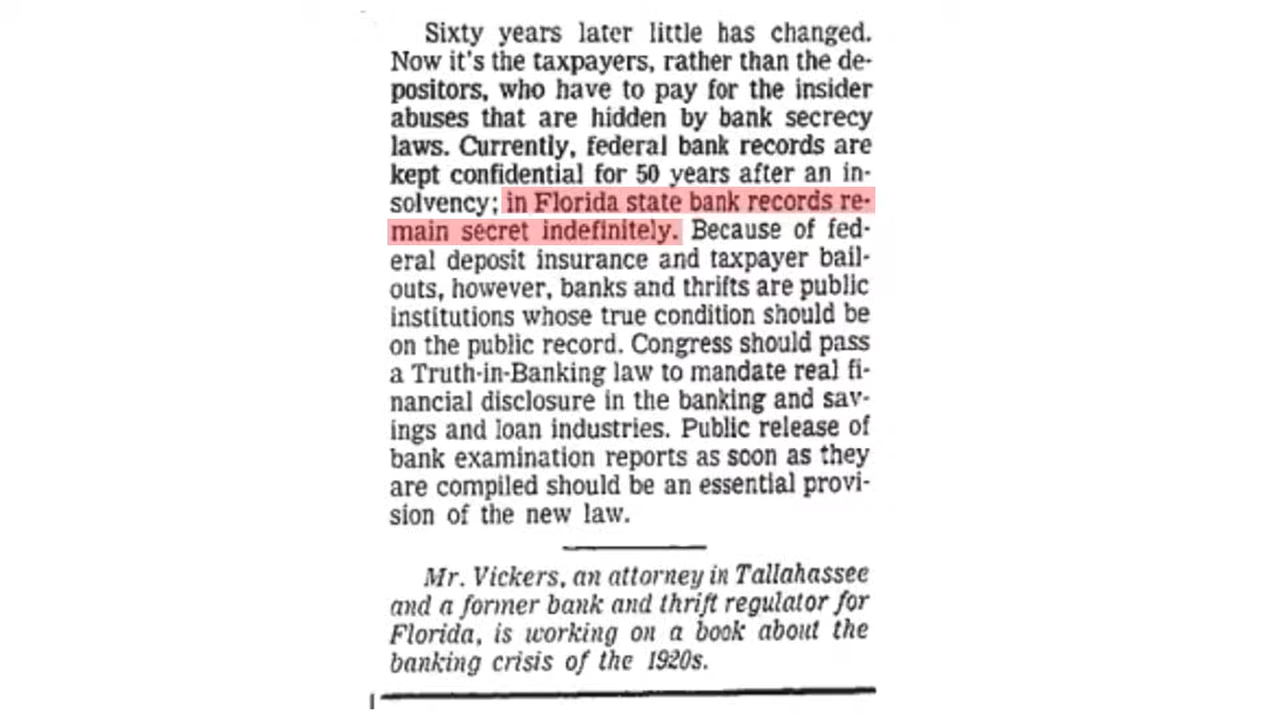 Sixty years later little has changed.
Now it's the taxpayers, rather than the de-
positors, who have to pay for the insider
abuses that are hidden by bank secrecy
laws. Currently, federal bank records are
kept confidential for 50 years after an in-
solvency; in Florida state bank records re-
main secret indefinitely. Because of fed-
eral deposit insurance and taxpayer bail-
outs, however, banks and thrifts are public
institutions whose true condition should be
on the public record. Congress should pass
a Truth-in-Banking law to mandate real fi-
nancial disclosure in the banking and sav-
ings and loan industries. Public release of
bank examination reports as soon as they
are compiled should be an essential provi-
sion of the new law.
Mr. Vickers, an attorney in Tallahassee
and a former bank and thrift regulator for
Florida, is working on a book about the
banking crisis of the 1920s.